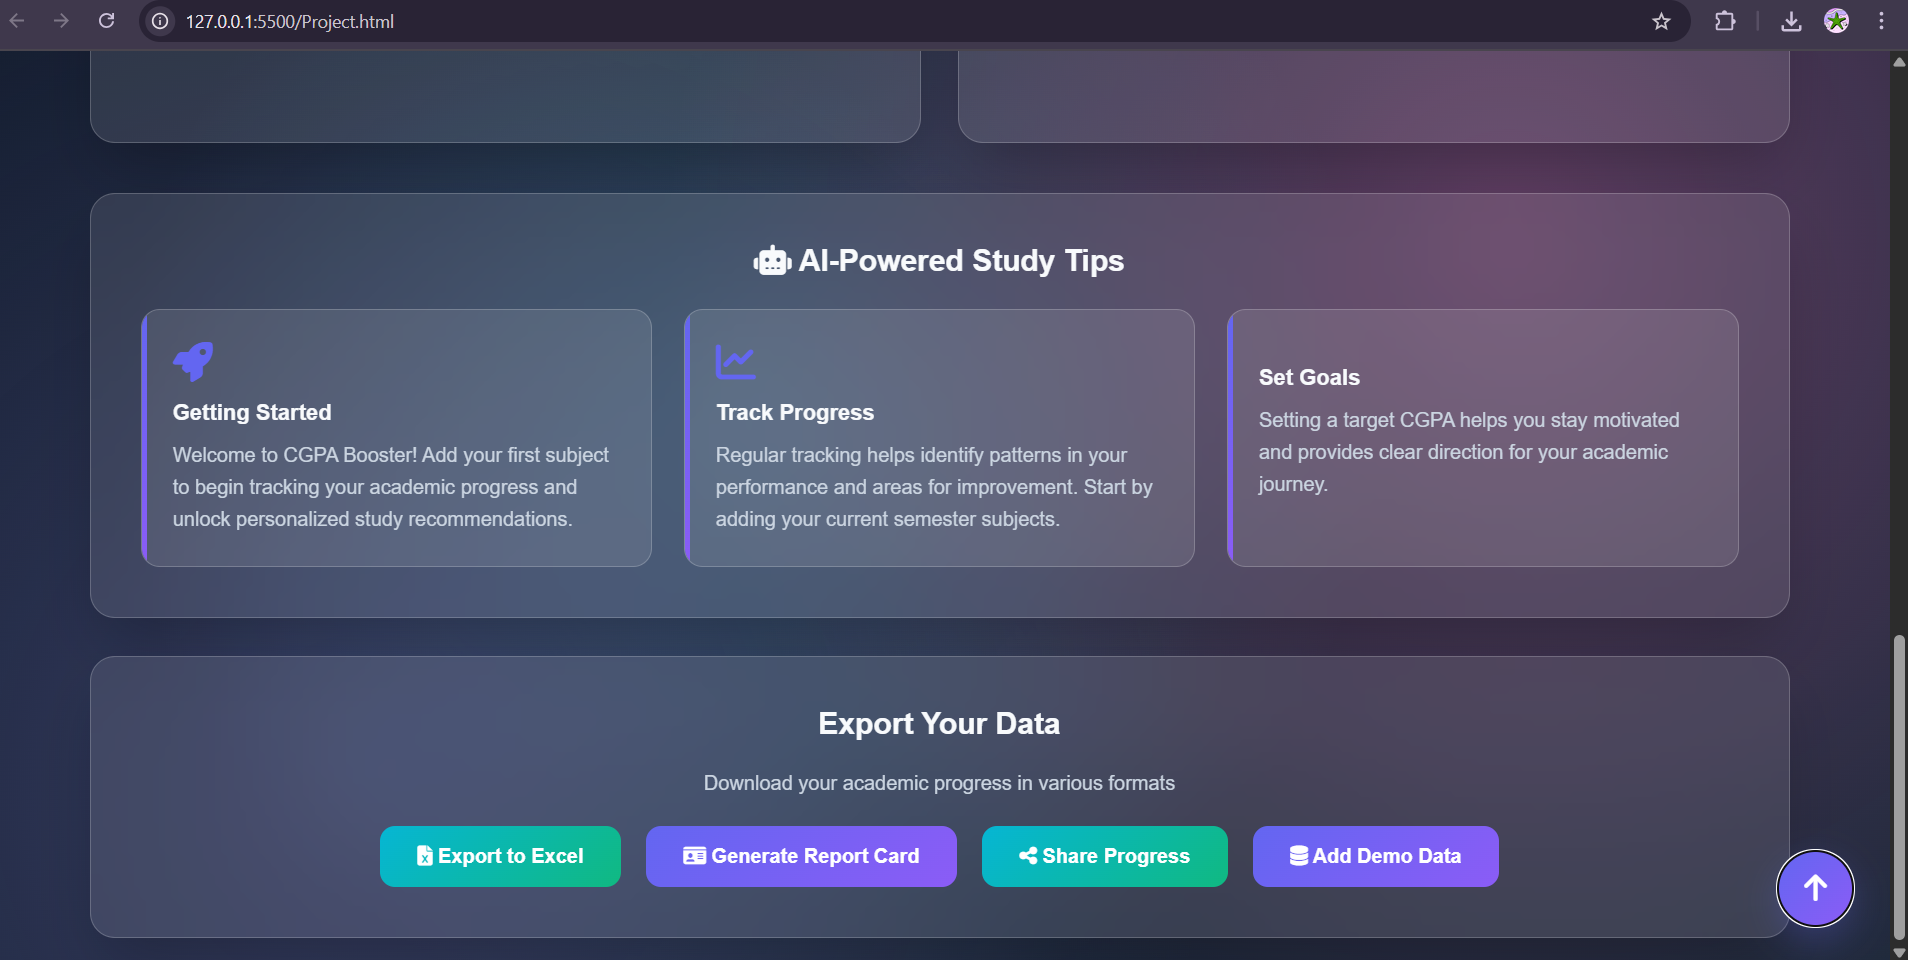 127.0.0.1:5500/Project.html
AI-Powered Study Tips
Getting Started
Welcome to CGPA Booster! Add your first subject
to begin tracking your academic progress and
unlock personalized study recommendations.
Track Progress
Regular tracking helps identify patterns in your
performance and areas for improvement. Start by
adding your current semester subjects.
Set Goals
Setting a target CGPA helps you stay motivated
and provides clear direction for your academic
journey.
Export Your Data
Download your academic progress in various formats
Export to Excel
Generate Report Card
Share Progress
Add Demo Data